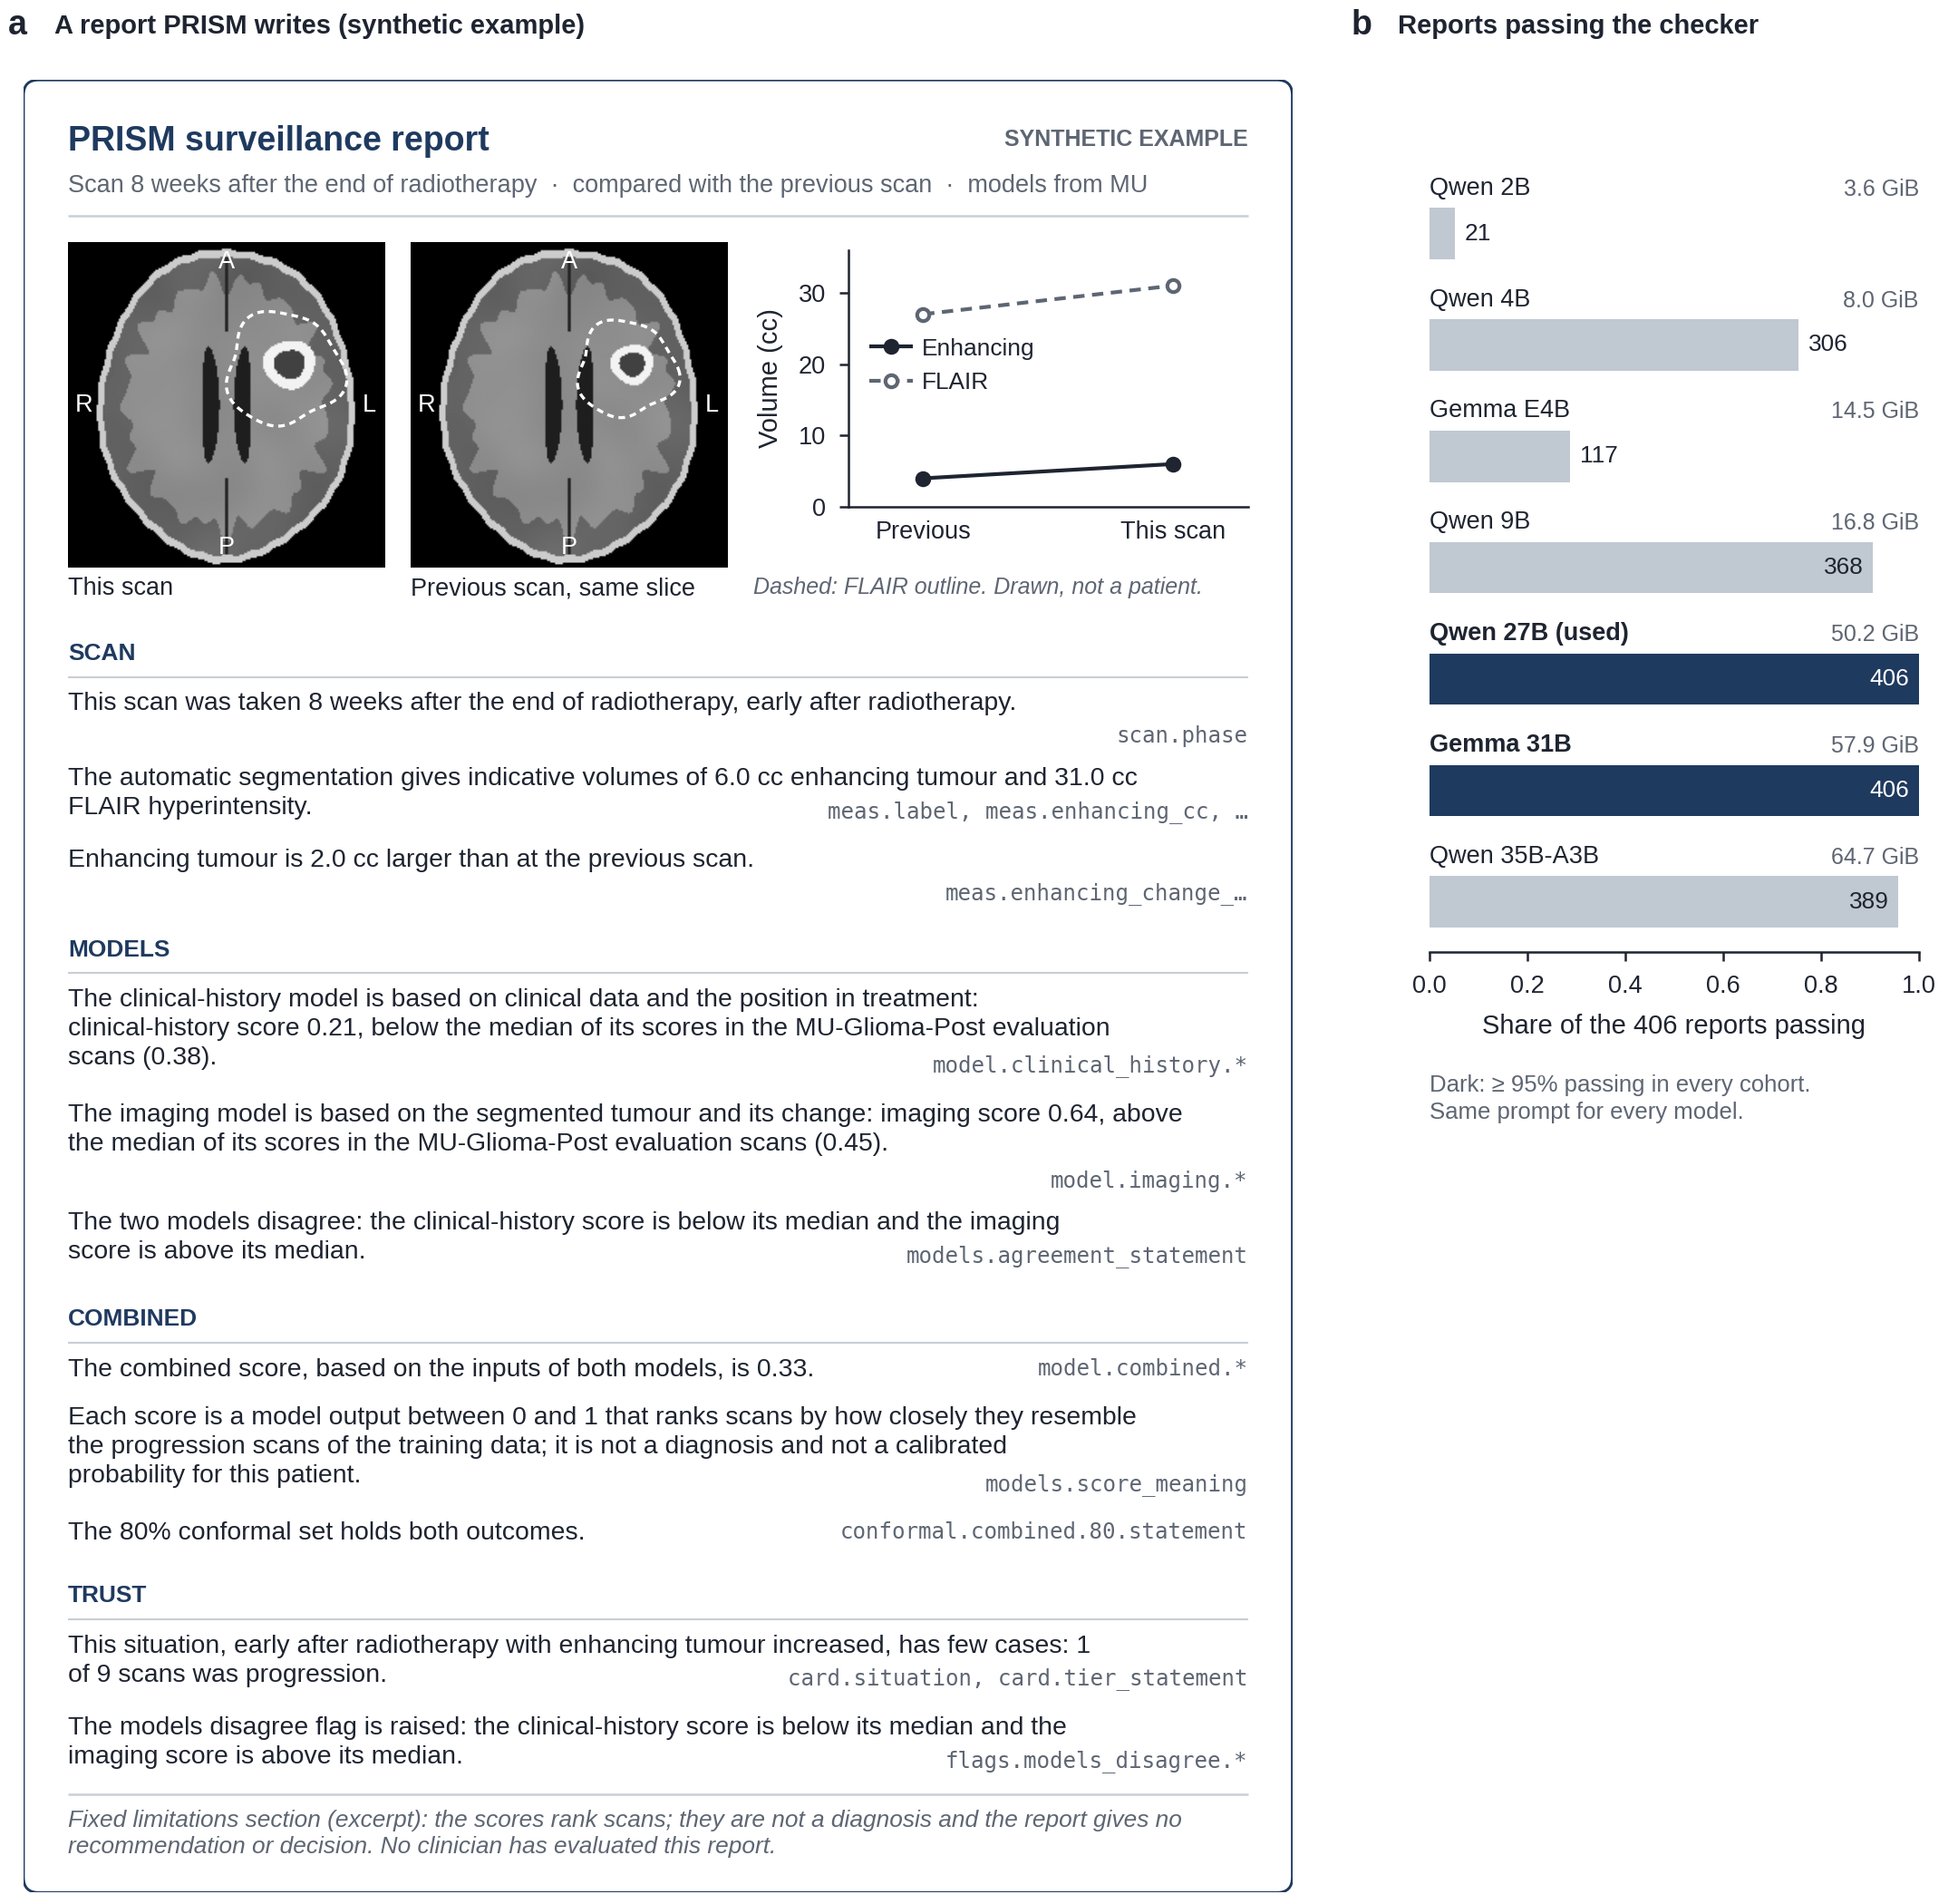 a A report PRISM writes (synthetic example)
PRISM surveillance report
SYNTHETIC EXAMPLE
Scan 8 weeks after the end of radiotherapy · compared with the previous scan · models from MU
A
R
L
P
This scan
A
R
L
P
Previous scan, same slice
Volume (cc)
30
20
10
0
Enhancing
FLAIR
Previous
This scan
Dashed: FLAIR outline. Drawn, not a patient.
SCAN
This scan was taken 8 weeks after the end of radiotherapy, early after radiotherapy.
scan.phase
The automatic segmentation gives indicative volumes of 6.0 cc enhancing tumour and 31.0 cc
FLAIR hyperintensity.
meas.label, meas.enhancing_cc, …
Enhancing tumour is 2.0 cc larger than at the previous scan.
meas.enhancing_change_…
MODELS
The clinical-history model is based on clinical data and the position in treatment:
clinical-history score 0.21, below the median of its scores in the MU-Glioma-Post evaluation
scans (0.38).
model.clinical_history.*
The imaging model is based on the segmented tumour and its change: imaging score 0.64, above
the median of its scores in the MU-Glioma-Post evaluation scans (0.45).
model.imaging.*
The two models disagree: the clinical-history score is below its median and the imaging
score is above its median.
models.agreement_statement
COMBINED
The combined score, based on the inputs of both models, is 0.33.
model.combined.*
Each score is a model output between 0 and 1 that ranks scans by how closely they resemble
the progression scans of the training data; it is not a diagnosis and not a calibrated
probability for this patient.
models.score_meaning
The 80% conformal set holds both outcomes.
conformal.combined.80.statement
TRUST
This situation, early after radiotherapy with enhancing tumour increased, has few cases: 1
of 9 scans was progression.
card.situation, card.tier_statement
The models disagree flag is raised: the clinical-history score is below its median and the
imaging score is above its median.
flags.models_disagree.*
Fixed limitations section (excerpt): the scores rank scans; they are not a diagnosis and the report gives no
recommendation or decision. No clinician has evaluated this report.
b Reports passing the checker
Qwen 2B
3.6 GiB
21
Qwen 4B
8.0 GiB
306
Gemma E4B
14.5 GiB
117
Qwen 9B
16.8 GiB
368
Qwen 27B (used)
50.2 GiB
406
Gemma 31B
57.9 GiB
406
Qwen 35B-A3B
64.7 GiB
389
0.0 0.2 0.4 0.6 0.8 1.0
Share of the 406 reports passing
Dark: ≥ 95% passing in every cohort.
Same prompt for every model.